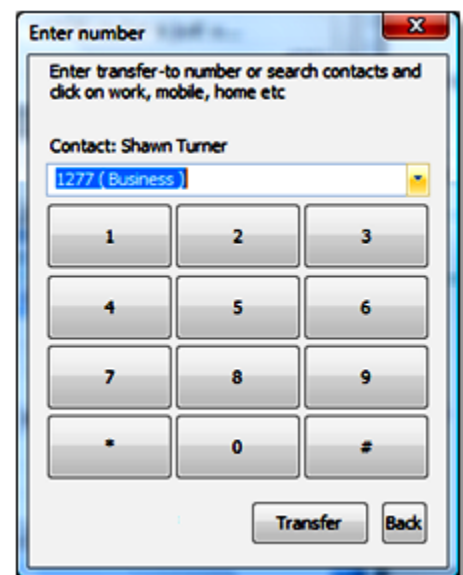 Enter number
X
Enter transfer-to number or search contacts and
click on work, mobile, home etc
Contact: Shawn Turner
1277 ( Business )
1 2 3
4 5 6
7 8 9
* 0 #
Transfer Back